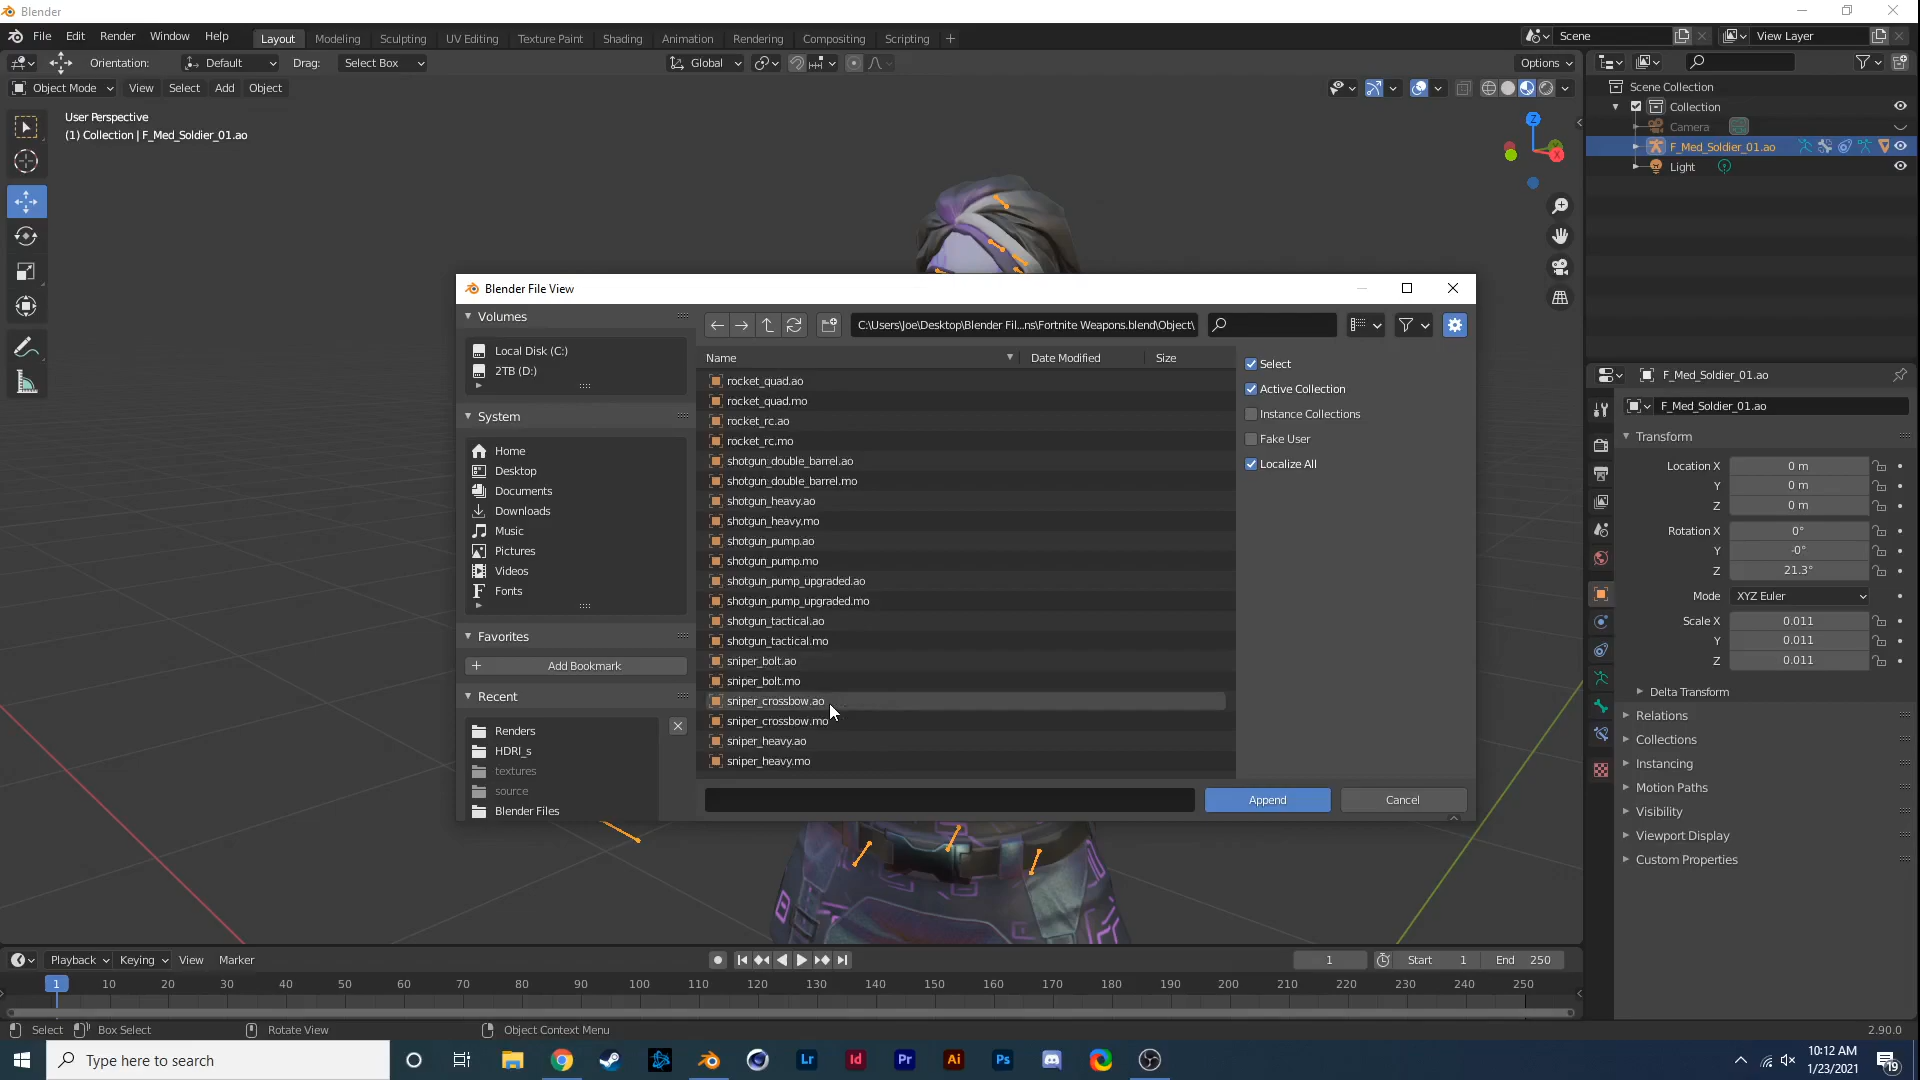 Blender
File Edit Render Window Help Layout Modeling Sculpting UV Editing Texture Paint Shading Animation Rendering Compositing Scripting + Scene View Layer
Orientation: Default Drag: Select Box Global Options
Object Mode View Select Add Object
User Perspective
(1) Collection | F_Med_Soldier_01.ao
Z
X
Scene Collection
Collection
Camera
F_Med_Soldier_01.ao
Light
Blender File View
Volumes
Local Disk (C:)
2TB (D:)
System
Home
Desktop
Documents
Downloads
Music
Pictures
Videos
Fonts
Favorites
Add Bookmark
Recent
Renders
HDRI_s
textures
source
Blender Files
C:\Users\Joe\Desktop\Blender Fil...ns\Fortnite Weapons.blend\Object\
Name Date Modified Size
rocket_quad.ao
rocket_quad.mo
rocket_rc.ao
rocket_rc.mo
shotgun_double_barrel.ao
shotgun_double_barrel.mo
shotgun_heavy.ao
shotgun_heavy.mo
shotgun_pump.ao
shotgun_pump.mo
shotgun_pump_upgraded.ao
shotgun_pump_upgraded.mo
shotgun_tactical.ao
shotgun_tactical.mo
sniper_bolt.ao
sniper_bolt.mo
sniper_crossbow.ao
sniper_crossbow.mo
sniper_heavy.ao
sniper_heavy.mo
Select
Active Collection
Instance Collections
Fake User
Localize All
Append Cancel
F_Med_Soldier_01.ao
F_Med_Soldier_01.ao
Transform
Location X 0 m
Y 0 m
Z 0 m
Rotation X 0°
Y -0°
Z 21.3°
Mode XYZ Euler
Scale X 0.011
Y 0.011
Z 0.011
Delta Transform
Relations
Collections
Instancing
Motion Paths
Visibility
Viewport Display
Custom Properties
Playback Keying View Marker 1 Start 1 End 250
1 10 20 30 40 50 60 70 80 90 100 110 120 130 140 150 160 170 180 190 200 210 220 230 240 250
Select Box Select Rotate View Object Context Menu 2.90.0
Type here to search Lr Id Pr Ai Ps
10:12 AM
1/23/2021
19